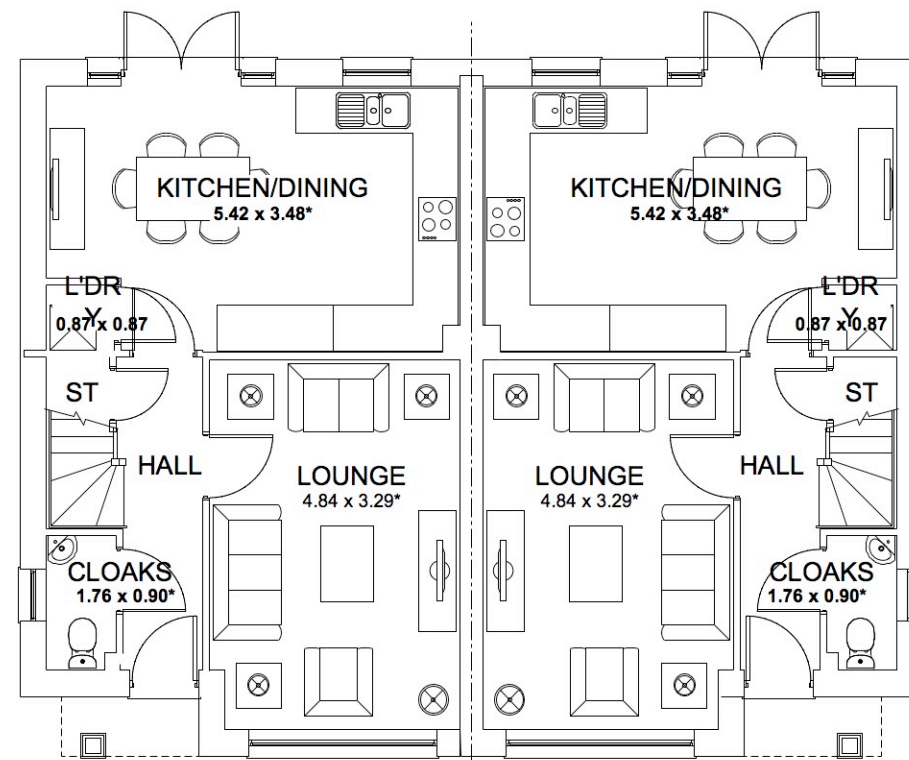 KITCHEN/DINING
5.42 x 3.48*
KITCHEN/DINING
5.42 x 3.48*
L'DR
Y
0.87 x 0.87
L'DR
Y
0.87 x 0.87
ST
ST
HALL
LOUNGE
4.84 x 3.29*
LOUNGE
4.84 x 3.29*
HALL
CLOAKS
1.76 x 0.90*
CLOAKS
1.76 x 0.90*